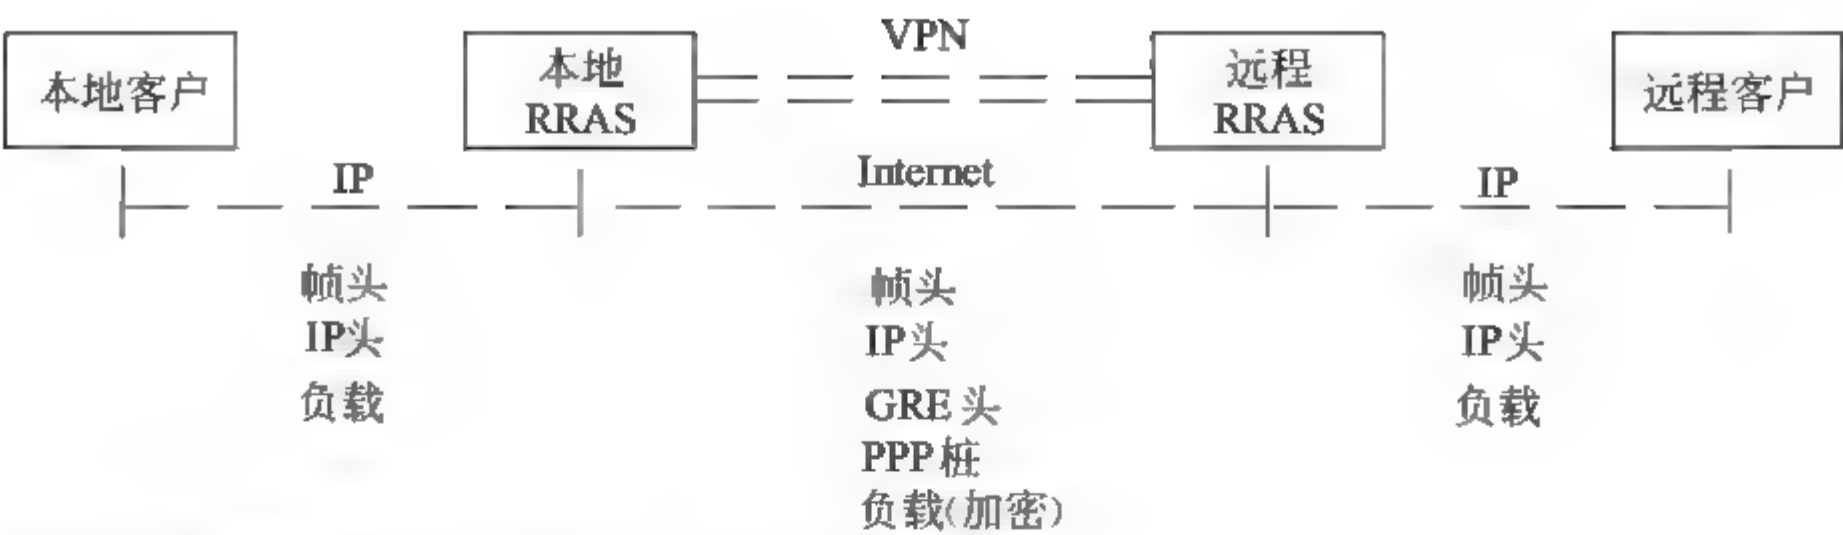 VPN
本地客户
本地
RRAS
远程
RRAS
远程客户
IP
Internet
IP
帧头
IP头
负载
帧头
IP头
GRE头
PPP桩
负载(加密)
帧头
IP头
负载